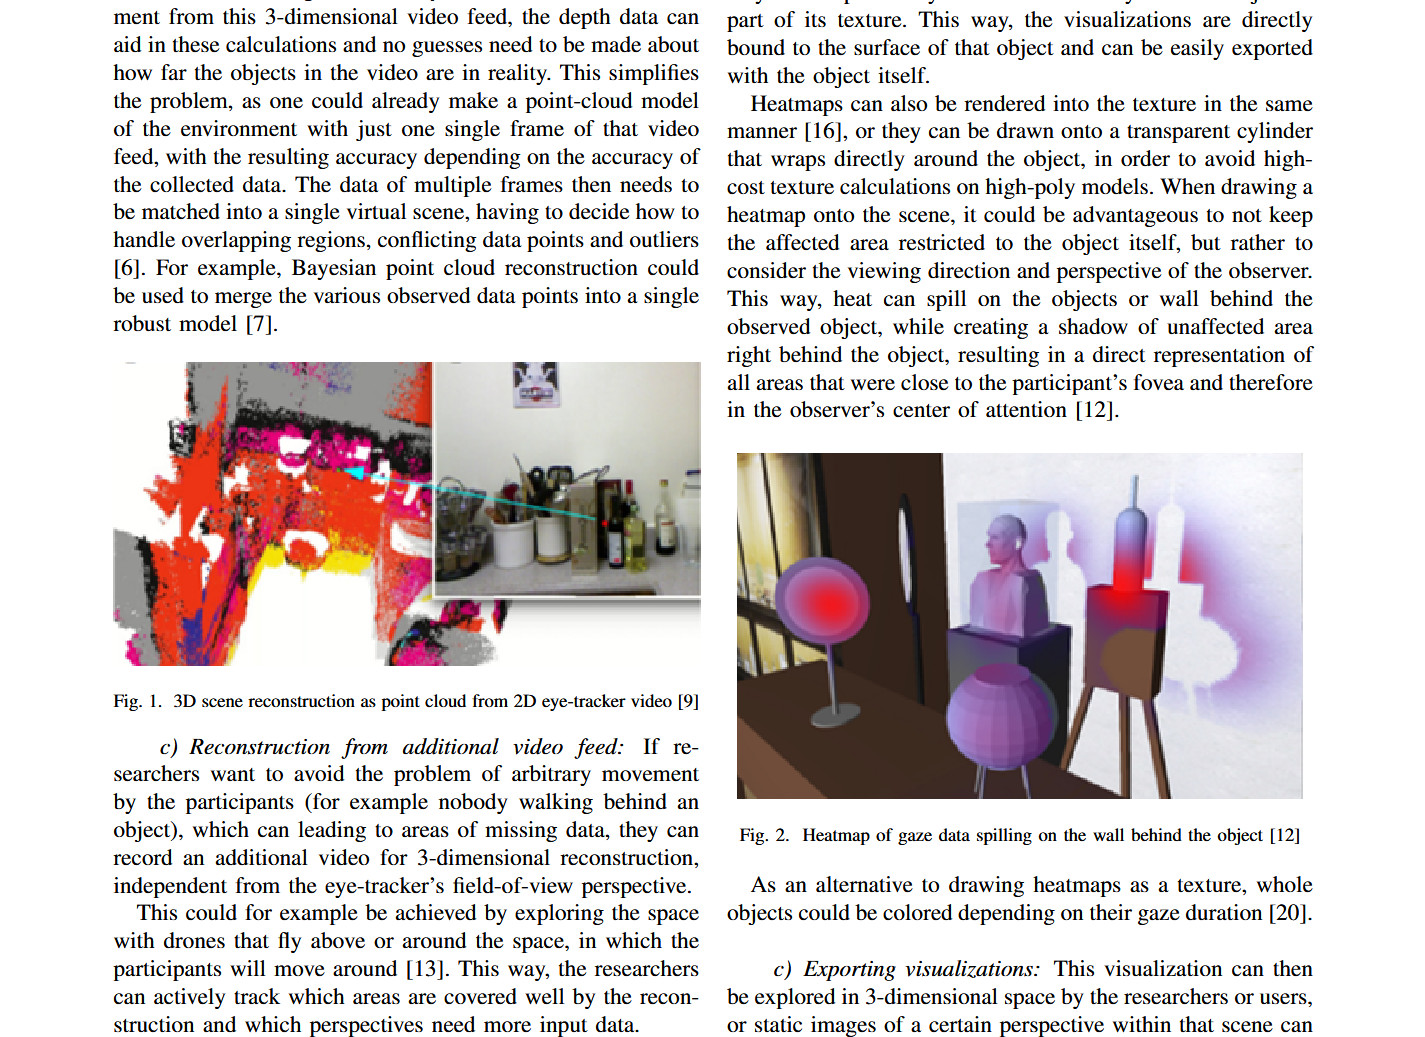 ment from this 3-dimensional video feed, the depth data can
aid in these calculations and no guesses need to be made about
how far the objects in the video are in reality. This simplifies
the problem, as one could already make a point-cloud model
of the environment with just one single frame of that video
feed, with the resulting accuracy depending on the accuracy of
the collected data. The data of multiple frames then needs to
be matched into a single virtual scene, having to decide how to
handle overlapping regions, conflicting data points and outliers
[6]. For example, Bayesian point cloud reconstruction could
be used to merge the various observed data points into a single
robust model [7].
Fig. 1. 3D scene reconstruction as point cloud from 2D eye-tracker video [9]
c) Reconstruction from additional video feed: If re-
searchers want to avoid the problem of arbitrary movement
by the participants (for example nobody walking behind an
object), which can leading to areas of missing data, they can
record an additional video for 3-dimensional reconstruction,
independent from the eye-tracker's field-of-view perspective.
This could for example be achieved by exploring the space
with drones that fly above or around the space, in which the
participants will move around [13]. This way, the researchers
can actively track which areas are covered well by the recon-
struction and which perspectives need more input data.
part of its texture. This way, the visualizations are directly
bound to the surface of that object and can be easily exported
with the object itself.
Heatmaps can also be rendered into the texture in the same
manner [16], or they can be drawn onto a transparent cylinder
that wraps directly around the object, in order to avoid high-
cost texture calculations on high-poly models. When drawing a
heatmap onto the scene, it could be advantageous to not keep
the affected area restricted to the object itself, but rather to
consider the viewing direction and perspective of the observer.
This way, heat can spill on the objects or wall behind the
observed object, while creating a shadow of unaffected area
right behind the object, resulting in a direct representation of
all areas that were close to the participant's fovea and therefore
in the observer's center of attention [12].
Fig. 2. Heatmap of gaze data spilling on the wall behind the object [12]
As an alternative to drawing heatmaps as a texture, whole
objects could be colored depending on their gaze duration [20].
c) Exporting visualizations: This visualization can then
be explored in 3-dimensional space by the researchers or users,
or static images of a certain perspective within that scene can